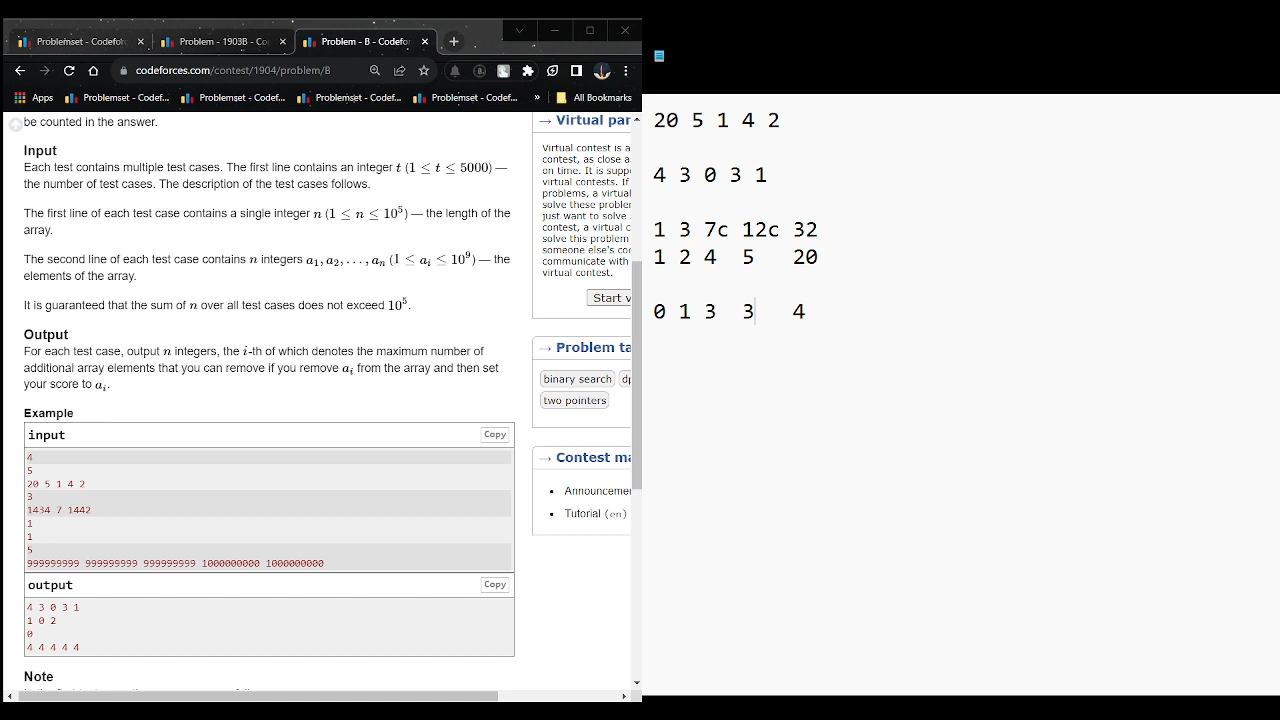 Problemset - Codefor
Problem - 1903B - Co
Problem - B - Codefor
codeforces.com/contest/1904/problem/B
Apps
Problemset - Codef...
Problemset - Codef...
Problemset - Codef...
Problemset - Codef...
»
All Bookmarks
be counted in the answer.
Input
Each test contains multiple test cases. The first line contains an integer t (1 ≤ t ≤ 5000) —
the number of test cases. The description of the test cases follows.
The first line of each test case contains a single integer n (1 ≤ n ≤ 10⁵) — the length of the
array.
The second line of each test case contains n integers a₁, a₂, . . . , aₙ (1 ≤ aᵢ ≤ 10⁹) — the
elements of the array.
It is guaranteed that the sum of n over all test cases does not exceed 10⁵.
Output
For each test case, output n integers, the i-th of which denotes the maximum number of
additional array elements that you can remove if you remove aᵢ from the array and then set
your score to aᵢ.
Example
input
Copy
4
5
20 5 1 4 2
3
1434 7 1442
1
1
5
999999999 999999999 999999999 1000000000 1000000000
output
Copy
4 3 0 3 1
1 0 2
0
4 4 4 4 4
Note
→ Virtual par
Virtual contest is a
contest, as close as
on time. It is supp
virtual contests. If
problems, a virtual
solve these problem
just want to solve
contest, a virtual c
solve this problem
someone else's co
communicate with
virtual contest.
Start v
→ Problem ta
binary search
dp
two pointers
→ Contest ma
Announcemen
Tutorial (en)
20 5 1 4 2
4 3 0 3 1
1 3 7c 12c 32
1 2 4 5 20
0 1 3 3 4